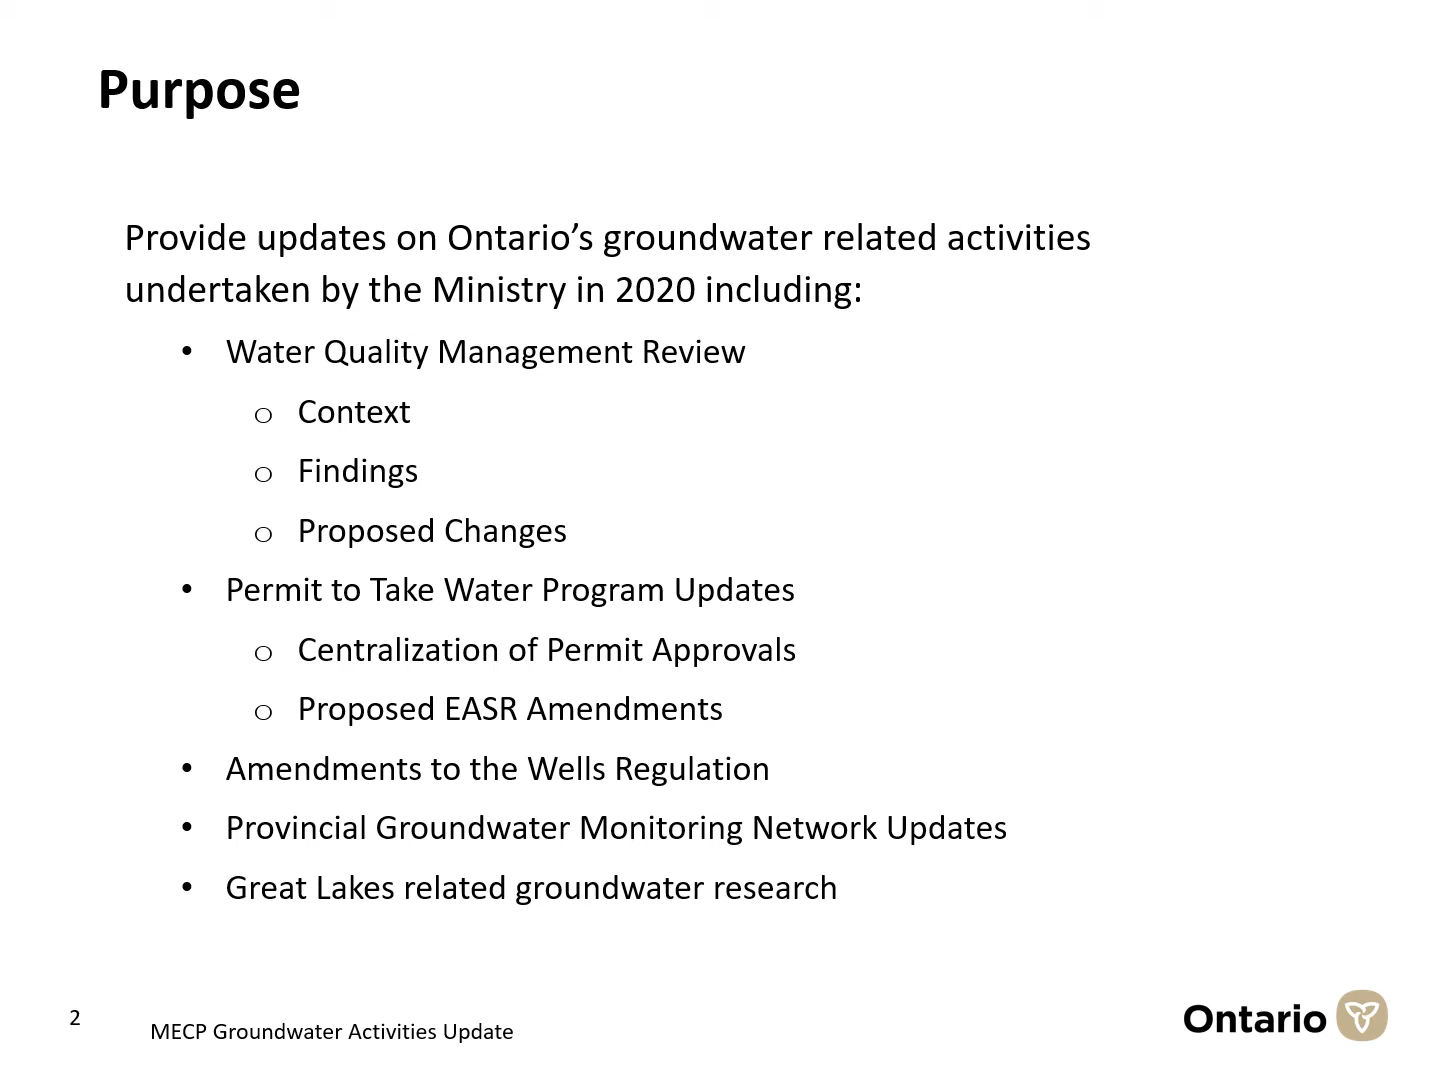 Purpose
Provide updates on Ontario’s groundwater related activities
undertaken by the Ministry in 2020 including:
• Water Quality Management Review
o Context
o Findings
o Proposed Changes
• Permit to Take Water Program Updates
o Centralization of Permit Approvals
o Proposed EASR Amendments
• Amendments to the Wells Regulation
• Provincial Groundwater Monitoring Network Updates
• Great Lakes related groundwater research
2
MECP Groundwater Activities Update
Ontario